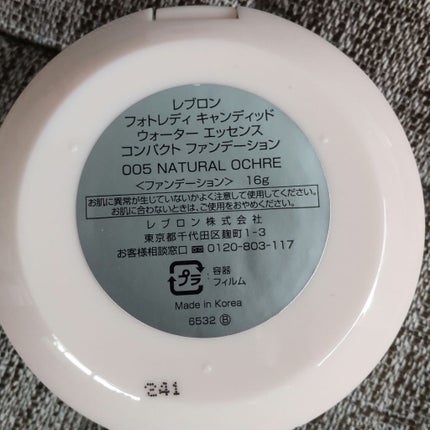 レブロン
フォトレディ キャンディッド
ウォーター エッセンス
コンパクト ファンデーション
005 NATURAL OCHRE
<ファンデーション> 16g
お肌に異常が生じていないかよく注意して使用してください。
お肌に合わないときは、ご使用をおやめください。
レブロン株式会社
東京都千代田区麹町1-3
お客様相談窓口 0120-803-117
プラ
:容器
フィルム
Made in Korea
6532 Ⓑ
341